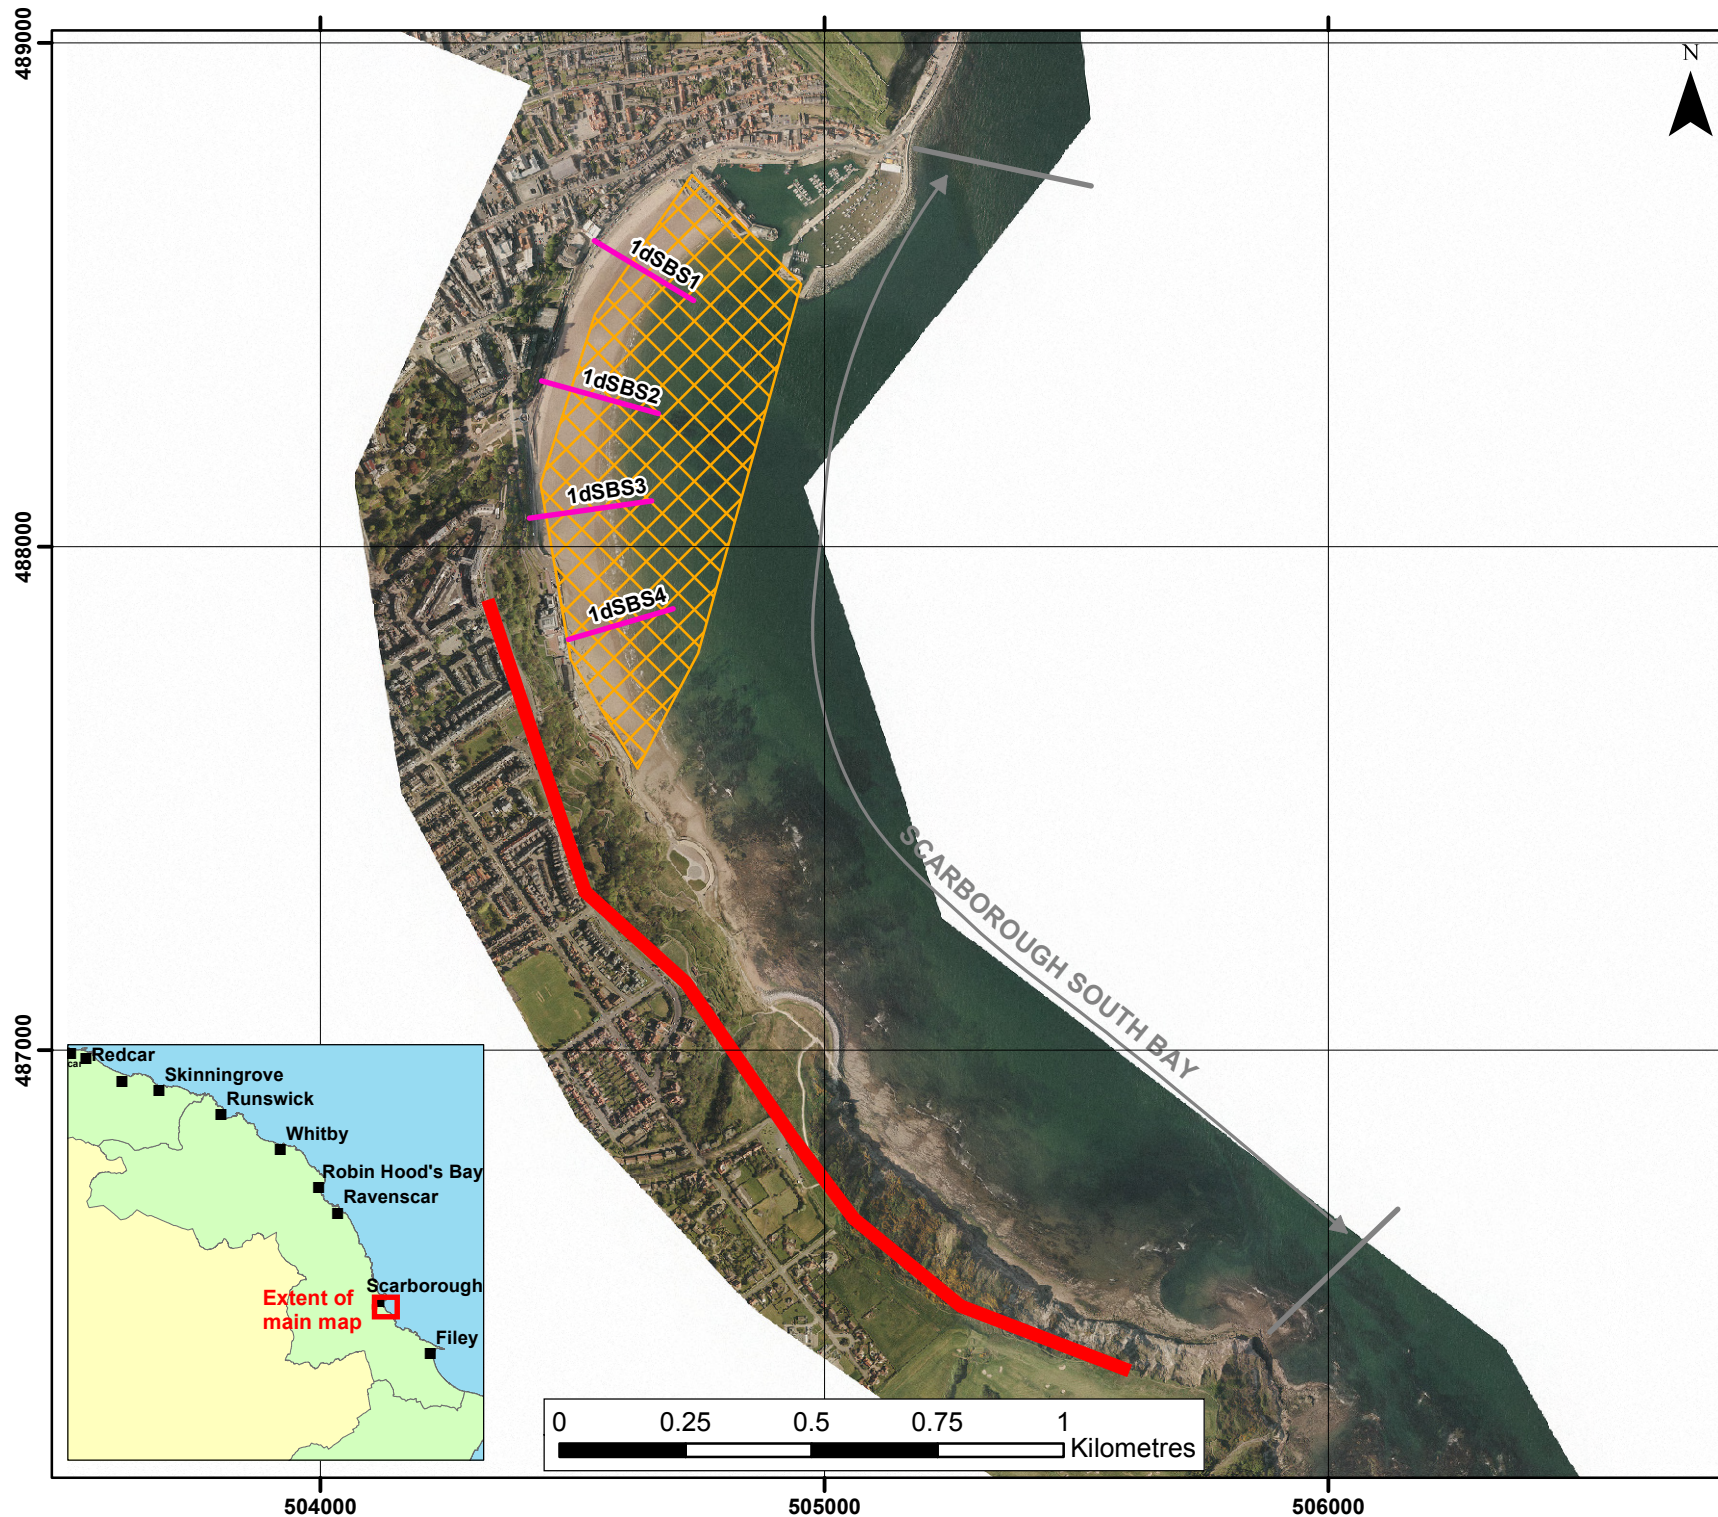 489000
N
1dSBS1
1dSBS2
1dSBS3
488000
1dSBS4
SCARBOROUGH SOUTH BAY
487000
Redcar
car
Skinningrove
Runswick
Whitby
Robin Hood's Bay
Ravenscar
Scarborough
Extent of
main map
Filey
0 0.25 0.5 0.75 1
Kilometres
504000 505000 506000